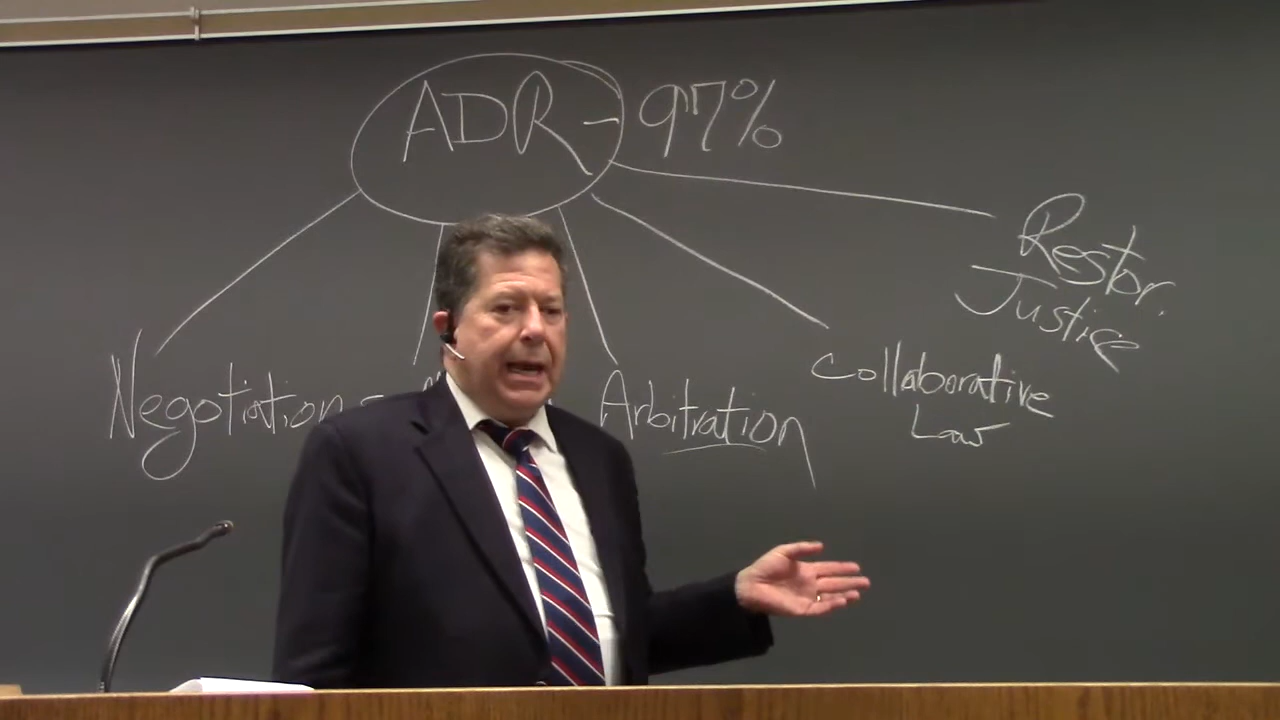 ADR - 97%
Restor.
Justice
Negotiation -
Arbitration
Collaborative
Law